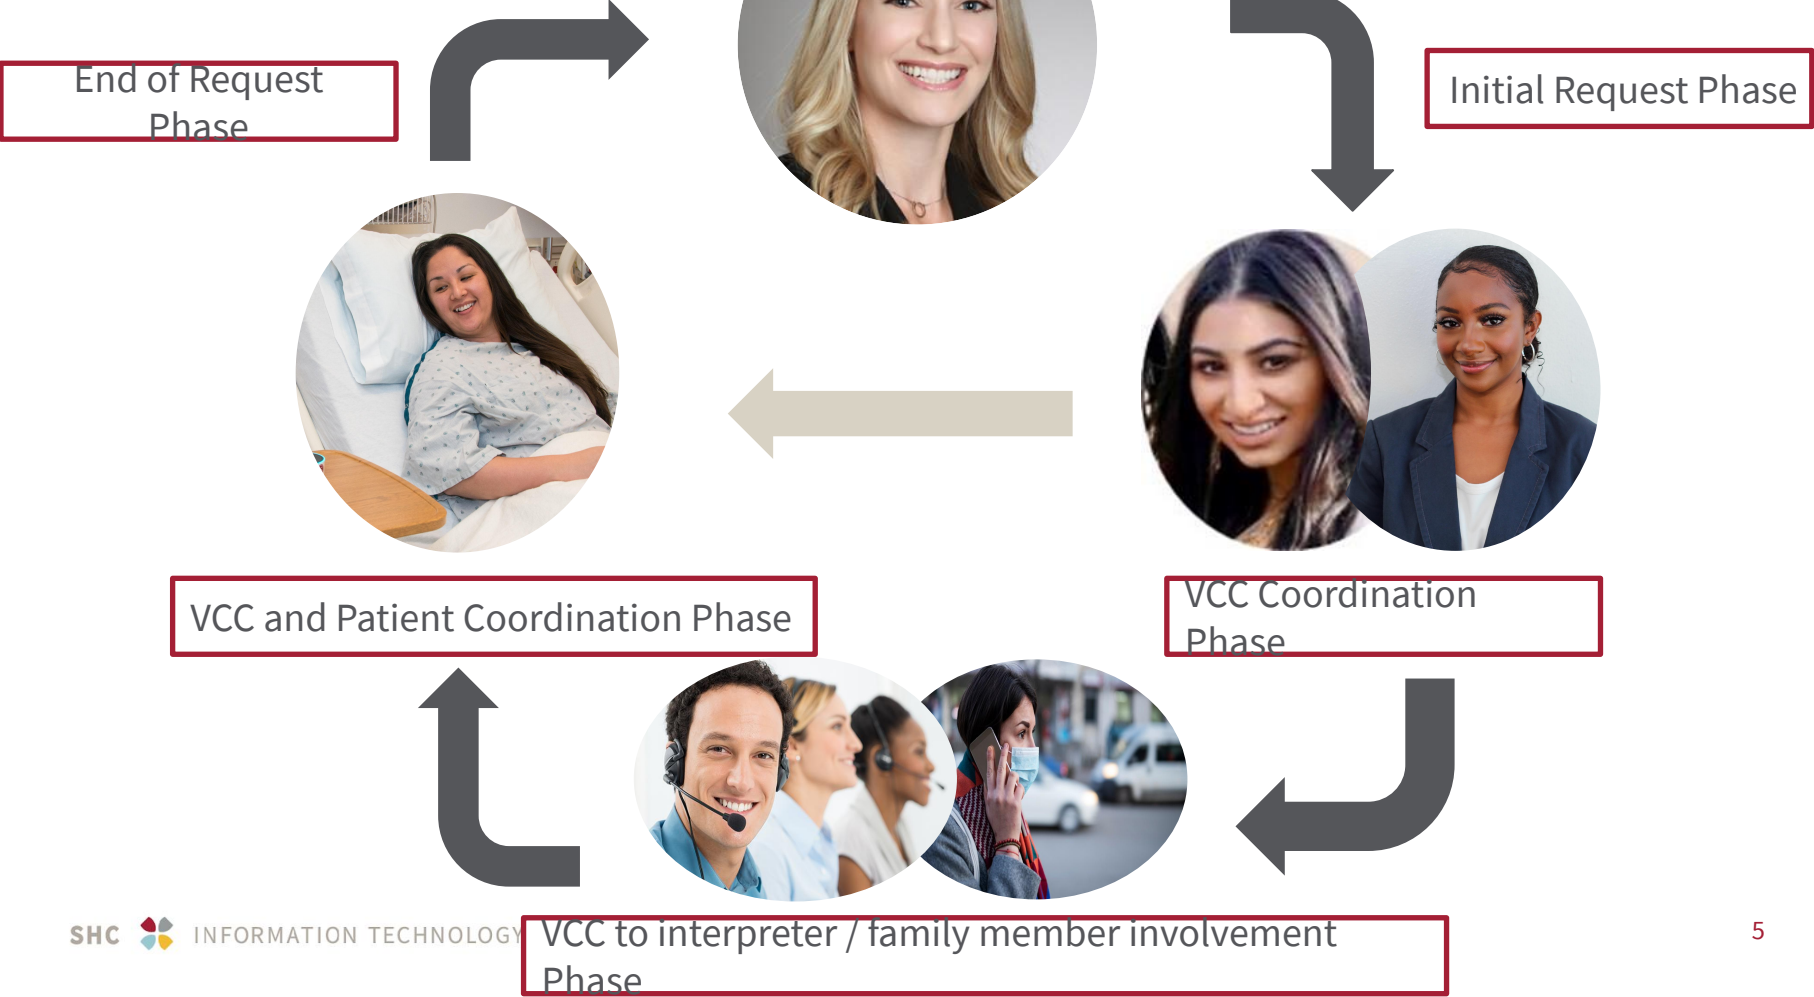 End of Request
Phase
Initial Request Phase
VCC and Patient Coordination Phase
VCC Coordination
Phase
SHC INFORMATION TECHNOLOGY
VCC to interpreter / family member involvement
Phase
5